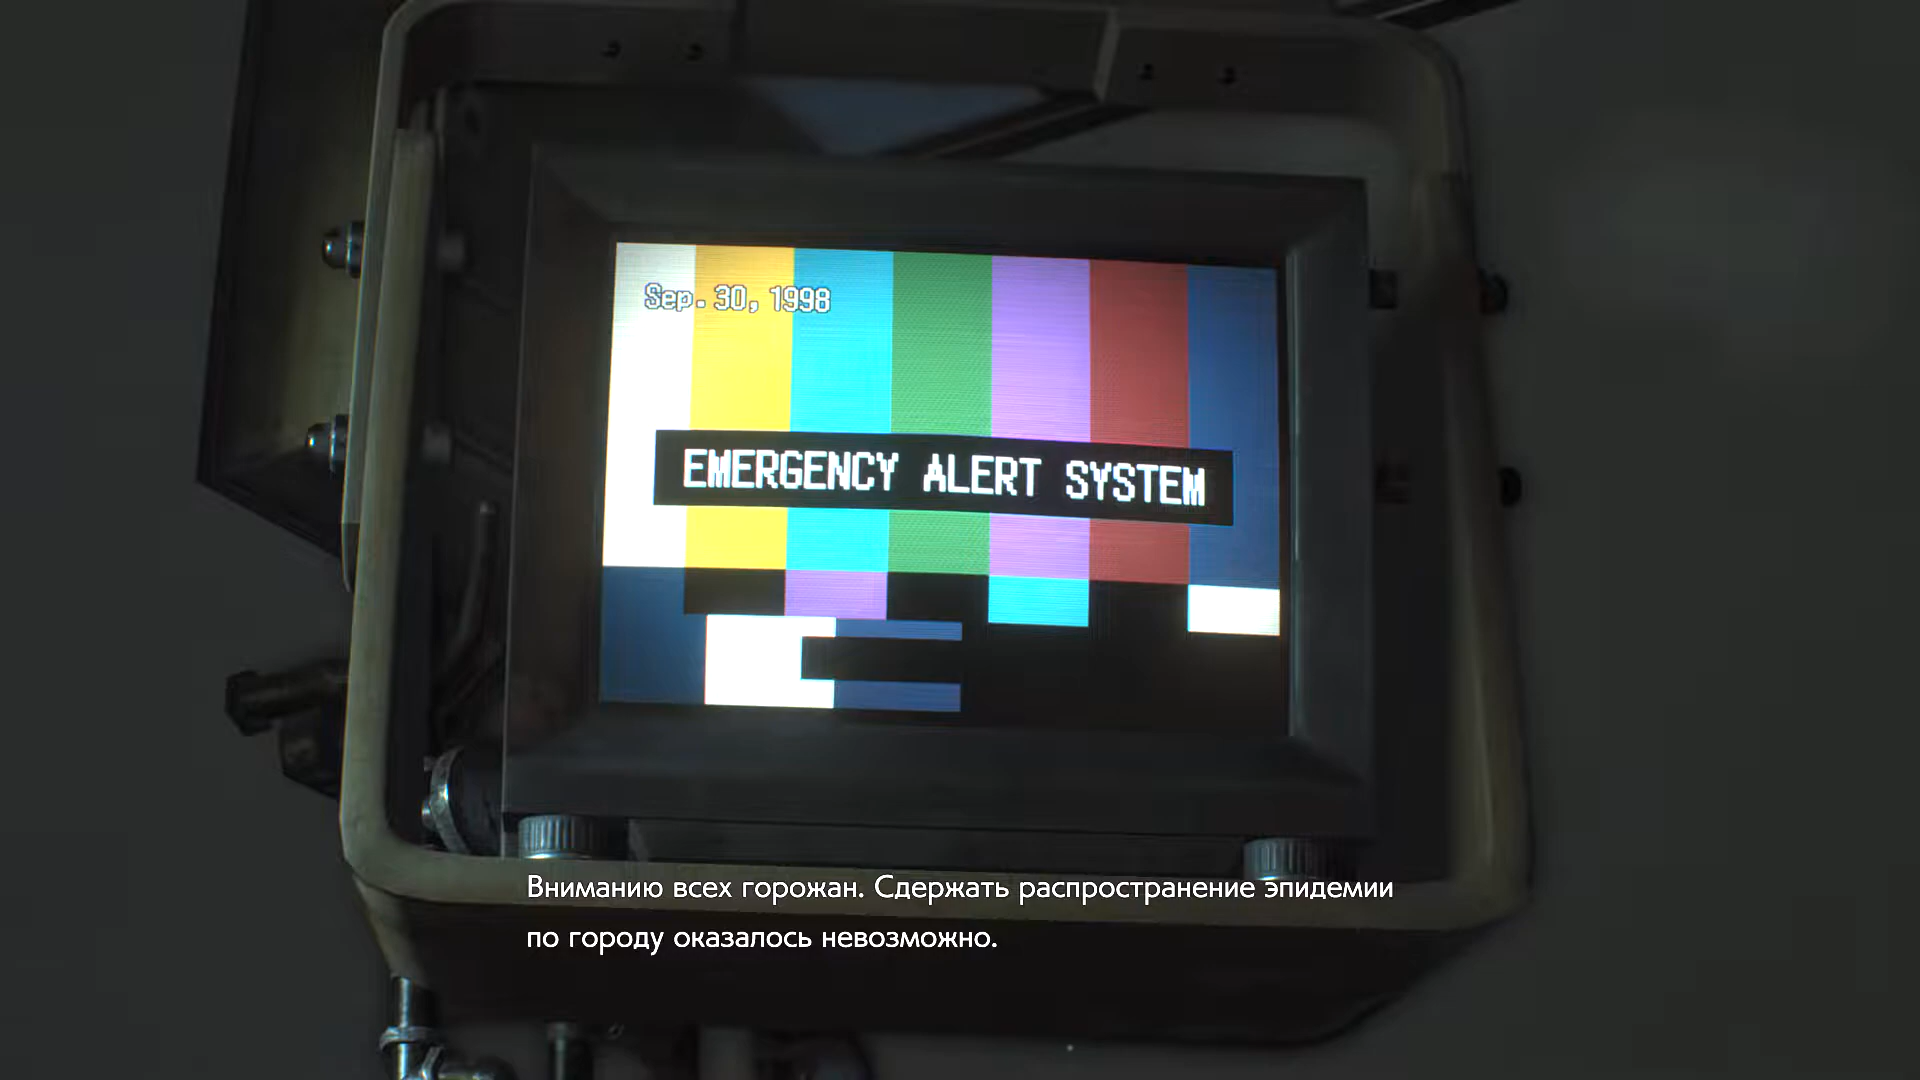 Sep. 30, 1998
EMERGENCY ALERT SYSTEM
Вниманию всех горожан. Сдержать распространение эпидемии
по городу оказалось невозможно.